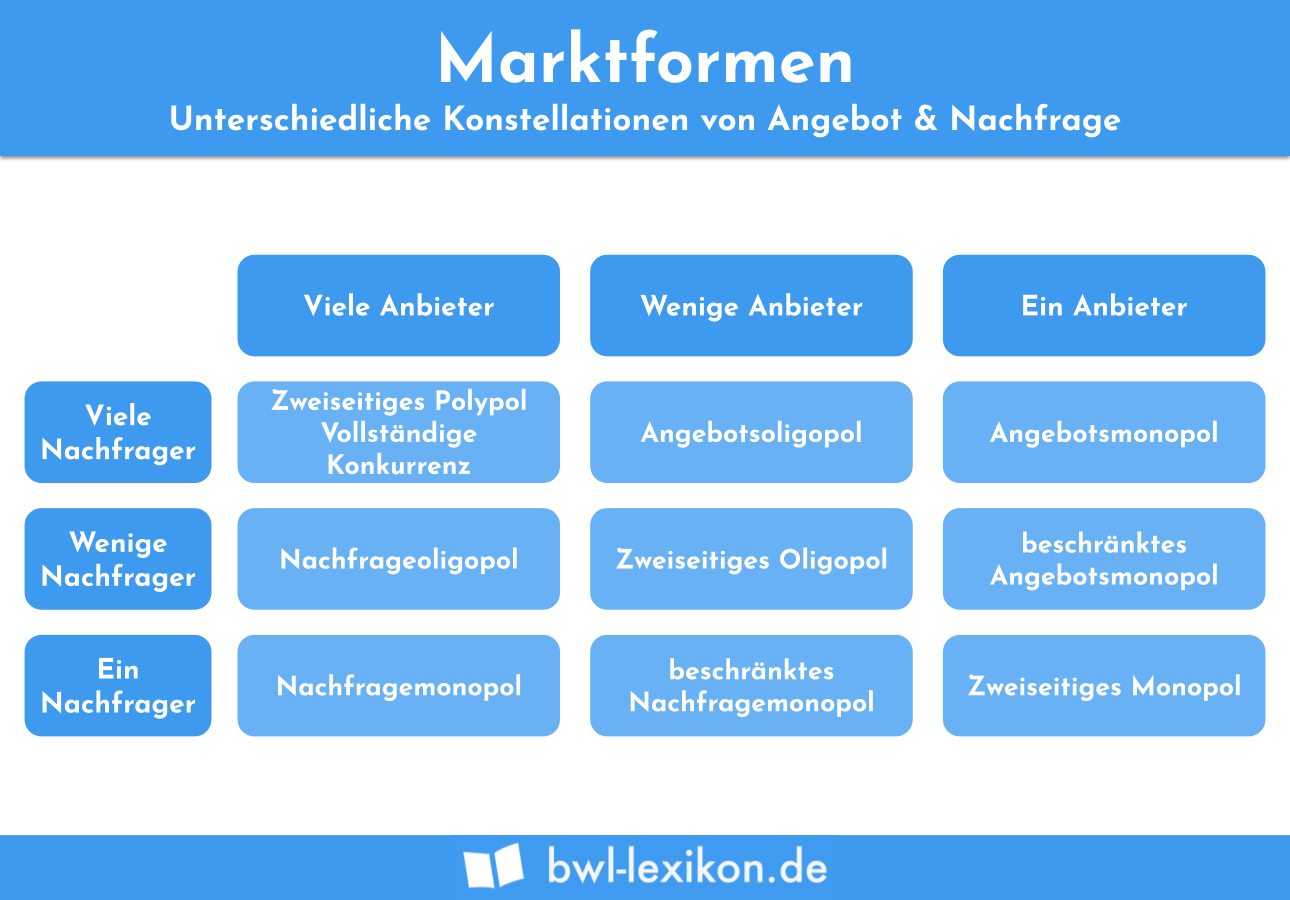 Marktformen
Unterschiedliche Konstellationen von Angebot & Nachfrage
Viele Anbieter
Wenige Anbieter
Ein Anbieter
Viele
Nachfrager
Zweiseitiges Polypol
Vollständige
Konkurrenz
Angebotsoligopol
Angebotsmonopol
Wenige
Nachfrager
Nachfrageoligopol
Zweiseitiges Oligopol
beschränktes
Angebotsmonopol
Ein
Nachfrager
Nachfragemonopol
beschränktes
Nachfragemonopol
Zweiseitiges Monopol
bwl-lexikon.de